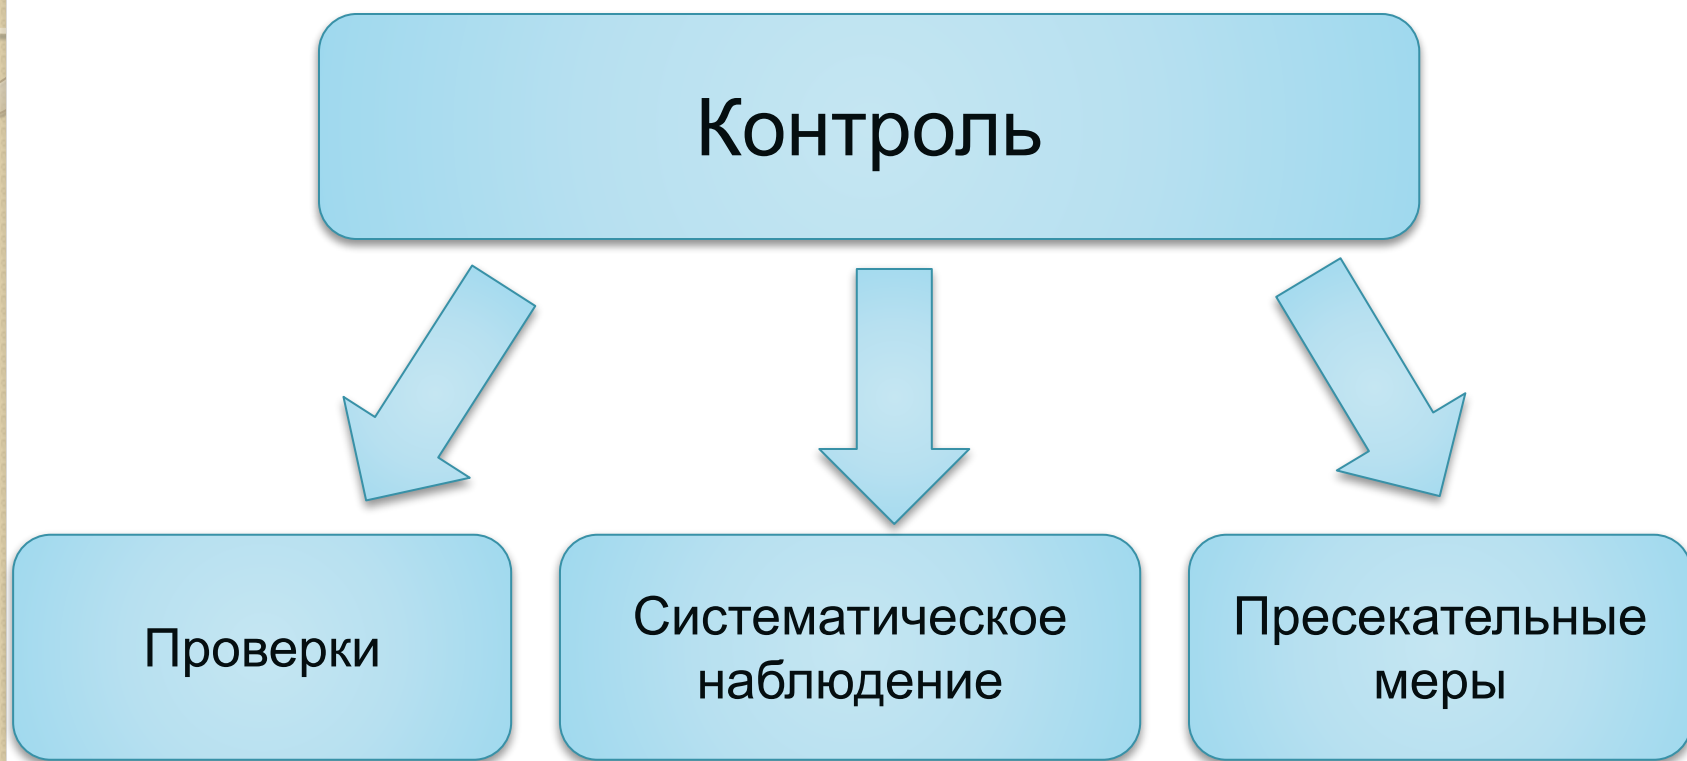 Контроль
Проверки
Систематическое
наблюдение
Пресекательные
меры